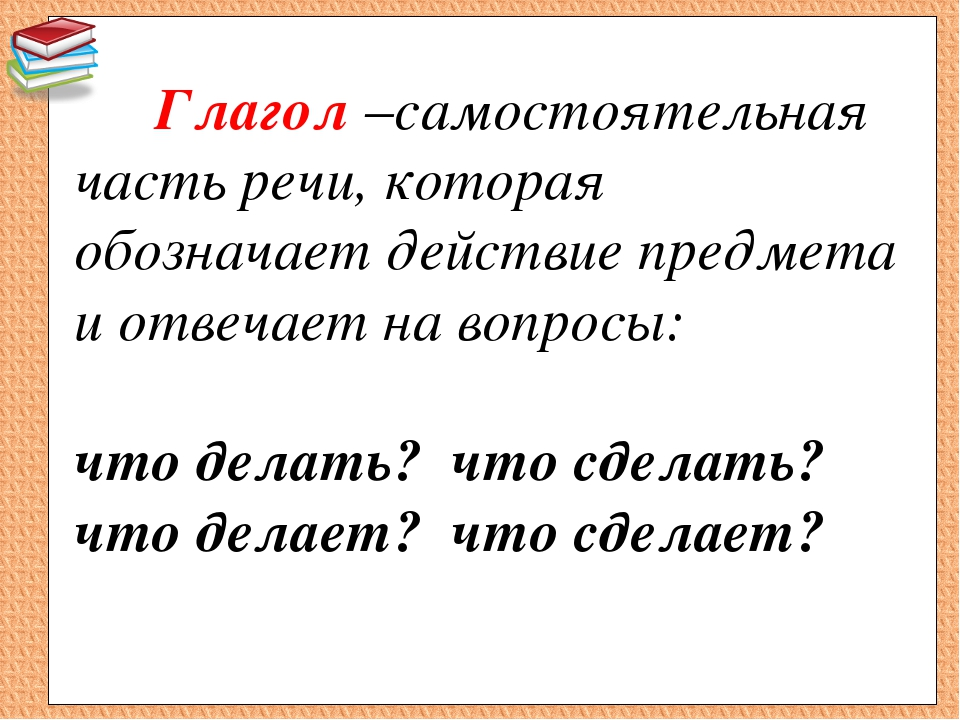 Глагол –самостоятельная
часть речи, которая
обозначает действие предмета
и отвечает на вопросы:
что делать? что сделать?
что делает? что сделает?